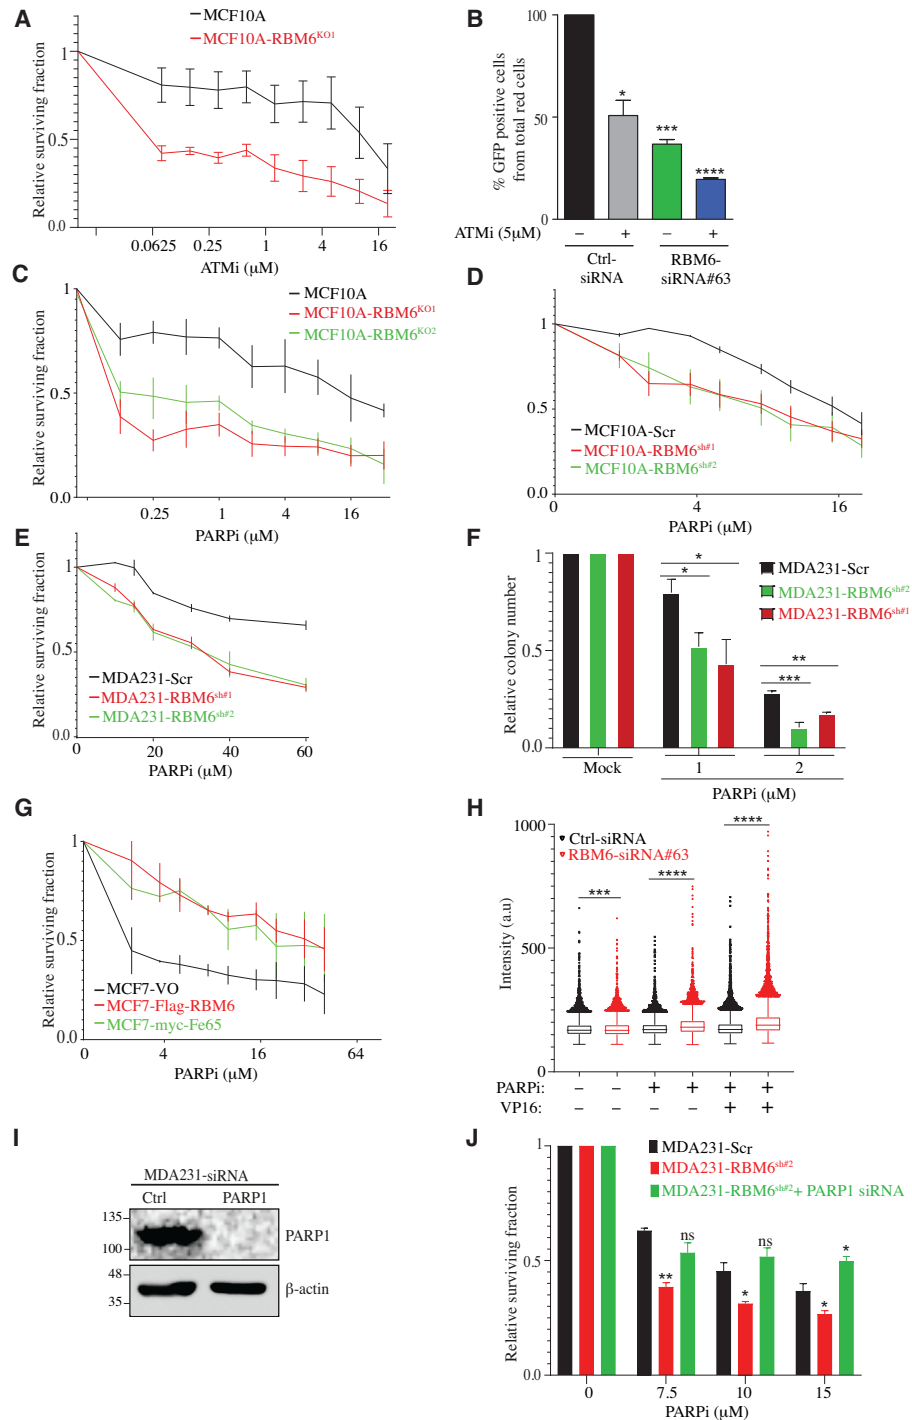 A
MCF10A
MCF10A-RBM6KO1
Relative surviving fraction
1
0.5
0.0
0.0625 0.25 1 4 16
ATMi (μM)
B
% GFP positive cells
from total red cells
100
50
0
*
***
****
ATMi (5μM) – + – +
Ctrl-
siRNA
RBM6-
siRNA#63
C
MCF10A
MCF10A-RBM6KO1
MCF10A-RBM6KO2
Relative surviving fraction
1
0.5
0.0
0.25 1 4 16
PARPi (μM)
D
Relative surviving fraction
1
0.5
0
MCF10A-Scr
MCF10A-RBM6sh#1
MCF10A-RBM6sh#2
0 4 16
PARPi (μM)
E
Relative surviving fraction
1
0.5
0.0
MDA231-Scr
MDA231-RBM6sh#1
MDA231-RBM6sh#2
0 20 40 60
PARPi (μM)
F
Relative colony number
1
0.5
0.0
*
*
**
***
MDA231-Scr
MDA231-RBM6sh#2
MDA231-RBM6sh#1
Mock 1 2
PARPi (μM)
G
Relative surviving fraction
1
0.5
0.0
MCF7-VO
MCF7-Flag-RBM6
MCF7-myc-Fe65
0 4 16 64
PARPi (μM)
H
Intensity (a.u)
1000
500
0
Ctrl-siRNA
RBM6-siRNA#63
***
****
****
PARPi: – – + + + +
VP16: – – – – + +
I
MDA231-siRNA
Ctrl PARP1
135
100
PARP1
48
35
β-actin
J
Relative surviving fraction
1
0.5
0.0
MDA231-Scr
MDA231-RBM6sh#2
MDA231-RBM6sh#2+ PARP1 siRNA
** ns
* ns
* *
0 7.5 10 15
PARPi (μM)